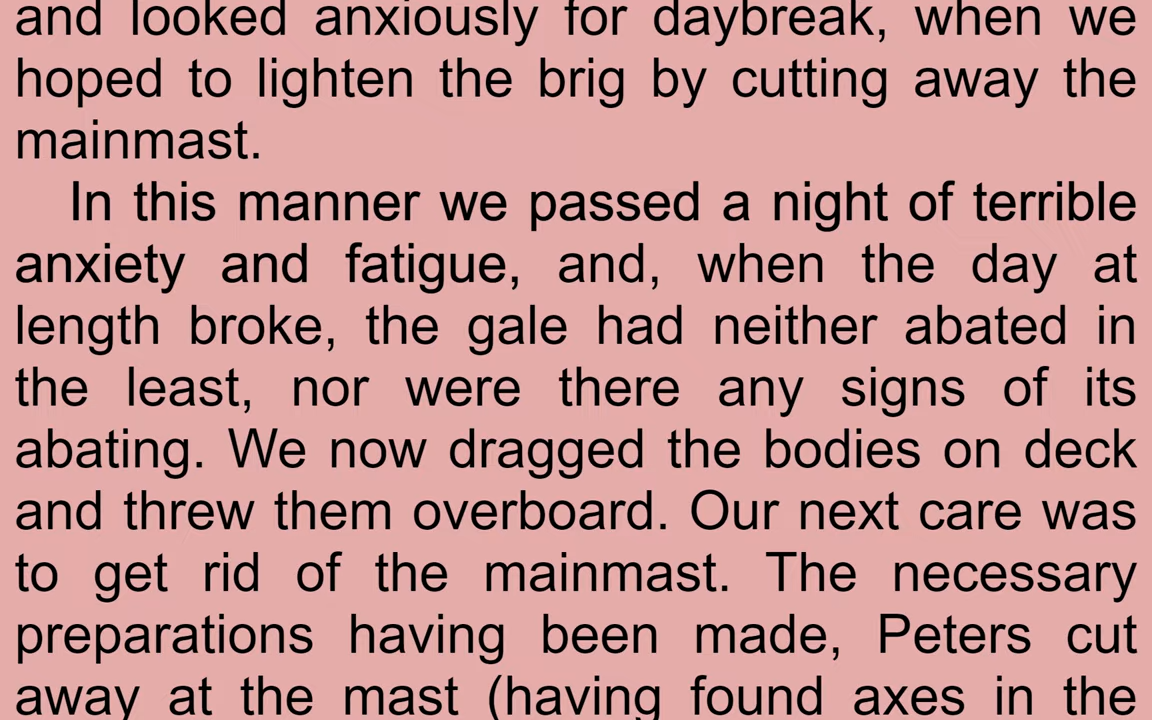 and looked anxiously for daybreak, when we
hoped to lighten the brig by cutting away the
mainmast.
In this manner we passed a night of terrible
anxiety and fatigue, and, when the day at
length broke, the gale had neither abated in
the least, nor were there any signs of its
abating. We now dragged the bodies on deck
and threw them overboard. Our next care was
to get rid of the mainmast. The necessary
preparations having been made, Peters cut
away at the mast (having found axes in the